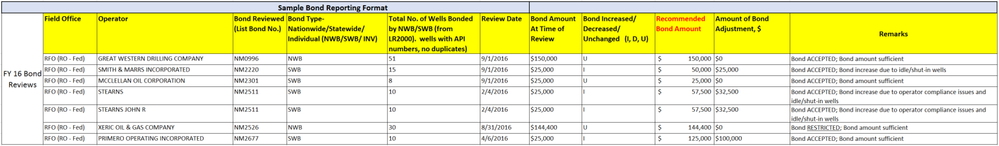 Sample Bond Reporting Format
Field Office Operator Bond Reviewed Bond Type- Total No. of Wells Bonded Review Date Bond Amount Bond Increased/ Recommended Amount of Bond
(List Bond No.) Nationwide/Statewide/ by NWB/SWB (from At Time of Decreased/ Bond Amount Adjustment, $
Individual (NWB/SWB/ INV) LR2000). wells with API Review Unchanged (I, D, U) Remarks
numbers, no duplicates)
FY 16 Bond
Reviews
RFO (RO - Fed) GREAT WESTERN DRILLING COMPANY NM0996 NWB 51 9/1/2016 $150,000 U $ 150,000 $0 Bond ACCEPTED; Bond amount sufficient
RFO (RO - Fed) SMITH & MARRS INCORPORATED NM2220 SWB 15 9/1/2016 $25,000 I $ 50,000 $25,000 Bond ACCEPTED; Bond increase due to idle/shut-in wells
RFO (RO - Fed) MCCLELLAN OIL CORPORATION NM2301 SWB 8 9/1/2016 $25,000 U $ 25,000 $0 Bond ACCEPTED; Bond amount sufficient
RFO (RO - Fed) STEARNS NM2511 SWB 10 2/4/2016 $25,000 I $ 57,500 $32,500 Bond ACCEPTED; Bond increase due to operator compliance issues and
idle/shut-in wells
RFO (RO - Fed) STEARNS JOHN R NM2511 SWB 10 2/4/2016 $25,000 I $ 57,500 $32,500 Bond ACCEPTED; Bond increase due to operator compliance issues and
idle/shut-in wells
RFO (RO - Fed) XERIC OIL & GAS COMPANY NM2526 NWB 30 8/31/2016 $144,400 U $ 144,400 $0 Bond RESTRICTED; Bond amount sufficient
RFO (RO - Fed) PRIMERO OPERATING INCORPORATED NM2677 SWB 10 4/6/2016 $25,000 I $ 125,000 $100,000 Bond ACCEPTED; Bond amount sufficient